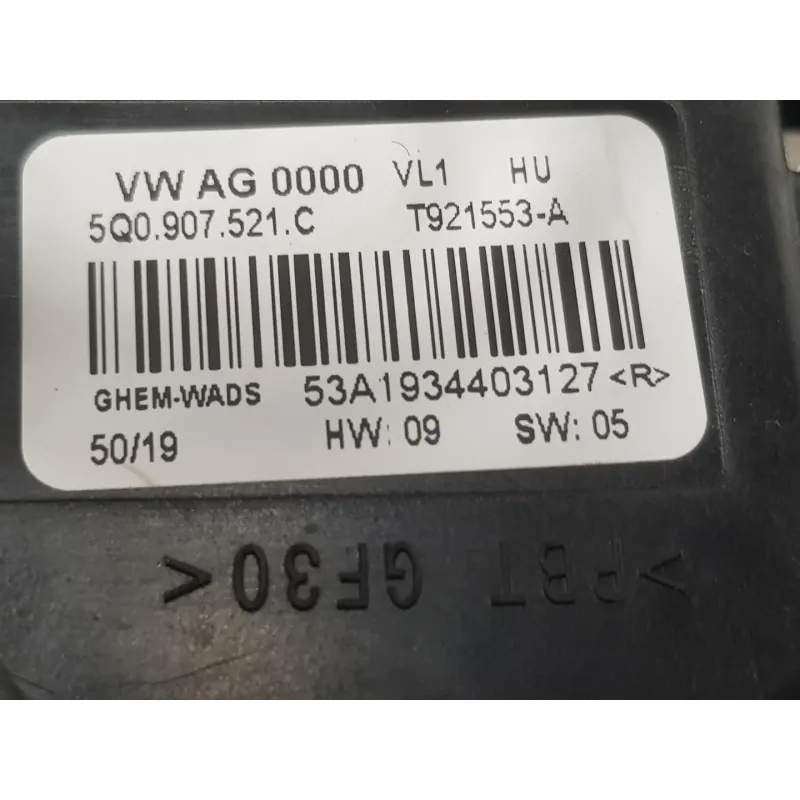 VW AG 0000 VL1 HU
5Q0.907.521.C T921553-A
GHEM-WADS 53A1934403127 <R>
50/19 HW: 09 SW: 05
>PBT GF30<